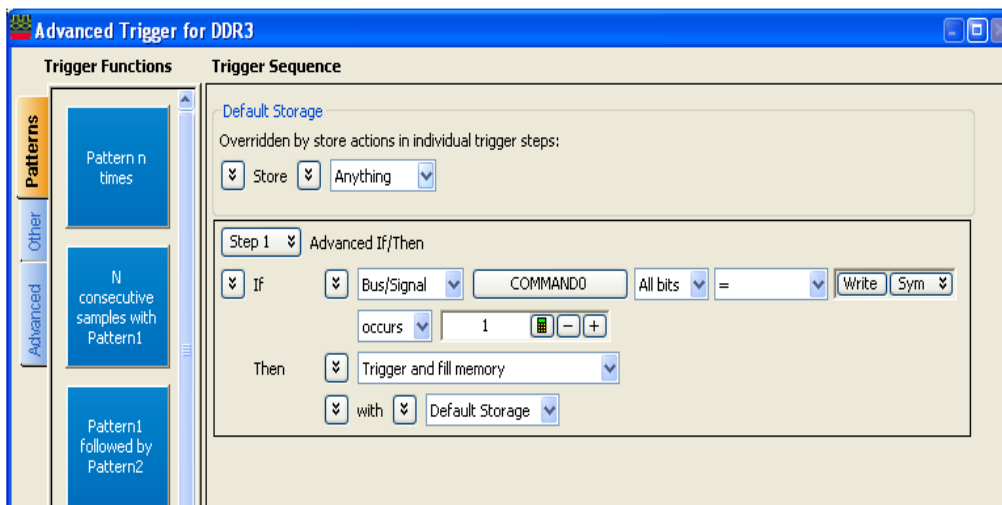 Advanced Trigger for DDR3
Trigger Functions
Trigger Sequence
Patterns
Other
Advanced
Pattern n
times
N
consecutive
samples with
Pattern1
Pattern1
followed by
Pattern2
Default Storage
Overridden by store actions in individual trigger steps:
Store Anything
Step 1 Advanced If/Then
If Bus/Signal COMMAND0 All bits = Write Sym
occurs 1 - +
Then Trigger and fill memory
with Default Storage